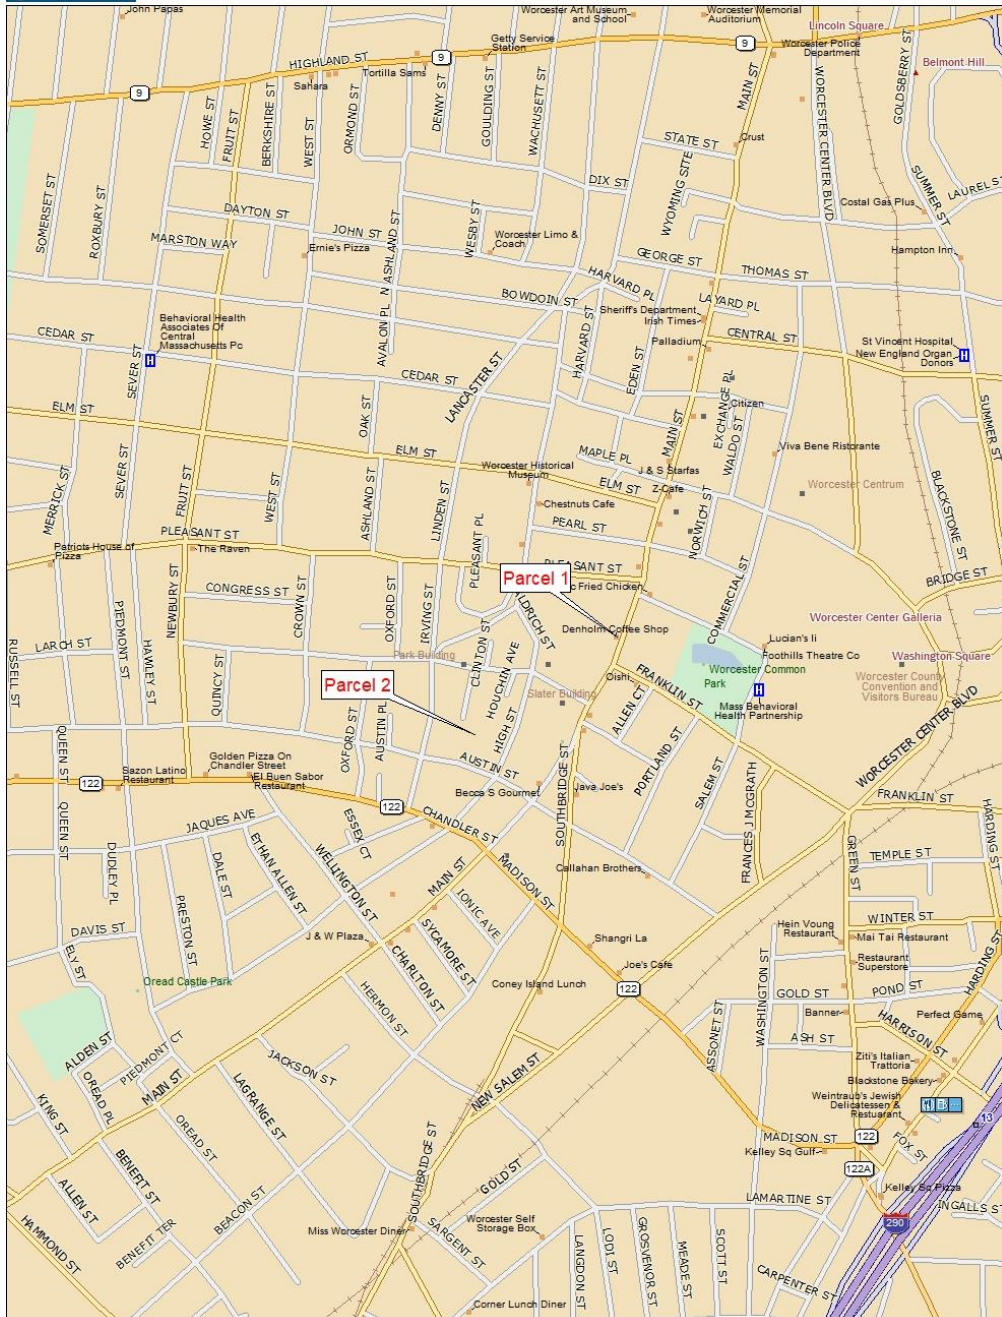 John Papas
Worcester Art Museum
and School
Worcester Memorial
Auditorium
Lincoln Square
Getty Service
Station
9
Worcester Police
Department
HIGHLAND ST
9
Tortilla Sams
Sahara
9
Belmont Hill
GOLDSBERRY ST
MAIN ST
WORCESTER CENTER BLVD
HOWE ST
FRUIT ST
BERKSHIRE ST
WEST ST
ORMOND ST
DENNY ST
GOULDING ST
WACHUSETT ST
STATE ST
Crust
SOMERSET ST
ROXBURY ST
DIX ST
WYOMING SITE
WORCESTER CENTER BLVD
SUMMER ST
LAUREL ST
Costal Gas Plus
DAYTON ST
MARSTON WAY
JOHN ST
Ernie's Pizza
N ASHLAND ST
WESBY ST
Worcester Limo &
Coach
GEORGE ST
THOMAS ST
Hampton Inn
HARVARD PL
BOWDOIN ST
LAYARD PL
Sheriff's Department
Irish Times
Behavioral Health
Associates Of
Central
Massachusetts Pc
H
CEDAR ST
SEVER ST
AVALON PL
CEDAR ST
LANCASTER ST
HARVARD ST
EDEN ST
Palladium
CENTRAL ST
St Vincent Hospital
New England Organ
Donors
H
EXCHANGE PL
WALDO ST
Citizen
SUMMER ST
ELM ST
OAK ST
ELM ST
MAIN ST
MAPLE PL
Viva Bene Ristorante
Worcester Historical
Museum
J & S Starfas
Z-Cafe
ELM ST
Worcester Centrum
MERRICK ST
SEVER ST
FRUIT ST
WEST ST
ASHLAND ST
LINDEN ST
Chestnuts Cafe
PEARL ST
NORWICH ST
BLACKSTONE ST
PLEASANT ST
The Raven
Patriots House of
Pizza
PLEASANT PL
PLEASANT ST
Parcel 1
Fried Chicken
BRIDGE ST
CONGRESS ST
CROWN ST
OXFORD ST
IRVING ST
ALDRICH ST
COMMERCIAL ST
Worcester Center Galleria
NEWBURY ST
PIEDMONT ST
HAWLEY ST
RUSSELL ST
LARCH ST
Denholm Coffee Shop
Lucian's Ii
Foothills Theatre Co
Washington Square
Park Building
CLINTON ST
HOUCHIN AVE
Worcester Common
Park
Worcester County
Convention and
Visitors Bureau
H
Mass Behavioral
Health Partnership
QUINCY ST
Parcel 2
Slater Building
Oishi
FRANKLIN ST
ALLEN CT
OXFORD ST
AUSTIN PL
HIGH ST
AUSTIN ST
QUEEN ST
PORTLAND ST
SALEM ST
WORCESTER CENTER BLVD
Golden Pizza On
Chandler Street
122
Sazon Latino
Restaurant
El Buen Sabor
Restaurant
Becca S Gourmet
Java Joe's
SOUTHBRIDGE ST
FRANCES J MCGRATH
FRANKLIN ST
122
CHANDLER ST
JAQUES AVE
ESSEX CT
QUEEN ST
DUDLEY PL
DALE ST
ETHAN ALLEN ST
WELLINGTON ST
MAIN ST
MADISON ST
Callahan Brothers
GREEN ST
TEMPLE ST
HARDING ST
PRESTON ST
IONIC AVE
SYCAMORE ST
CHARLTON ST
DAVIS ST
ELY ST
J & W Plaza
Shangri La
Hein Voung
Restaurant
WINTER ST
Mai Tai Restaurant
Joe's Cafe
Restaurant
Superstore
Oread Castle Park
HERMON ST
Coney Island Lunch
122
WASHINGTON ST
GOLD ST
POND ST
HARDING ST
Banner
Perfect Game
HARRISON ST
ASSONET ST
ASH ST
ALDEN ST
PIEDMONT CT
MAIN ST
OREAD PL
JACKSON ST
LAGRANGE ST
NEW SALEM ST
Ziti's Italian
Trattoria
Blackstone Bakery
Weintraub's Jewish
Delicatessen &
Restuarant
13
KING ST
OREAD ST
SOUTHBRIDGE ST
GOLD ST
MADISON ST
122
Kelley Sq Gulf
FOX ST
122A
ALLEN ST
BENEFIT ST
BEACON ST
Kelley Sq Pizza
LAMARTINE ST
INGALLS ST
290
HAMMOND ST
BENEFIT TER
Miss Worcester Diner
SARGENT ST
Worcester Self
Storage Box
LANGDON ST
LODI ST
GROSVENOR ST
MEADE ST
SCOTT ST
CARPENTER ST
Corner Lunch Diner